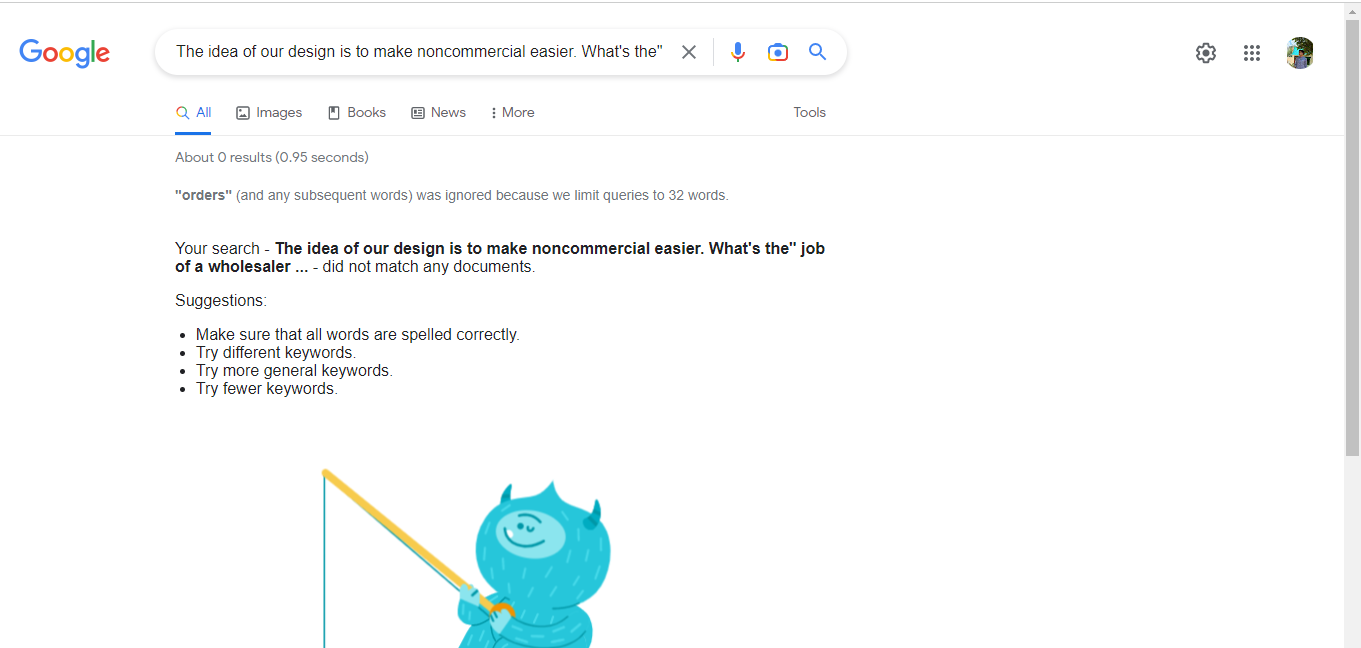 Google
The idea of our design is to make noncommercial easier. What's the"
All
Images
Books
News
More
Tools
About 0 results (0.95 seconds)
"orders" (and any subsequent words) was ignored because we limit queries to 32 words.
Your search - The idea of our design is to make noncommercial easier. What's the" job
of a wholesaler ... - did not match any documents.
Suggestions:
Make sure that all words are spelled correctly.
Try different keywords.
Try more general keywords.
Try fewer keywords.